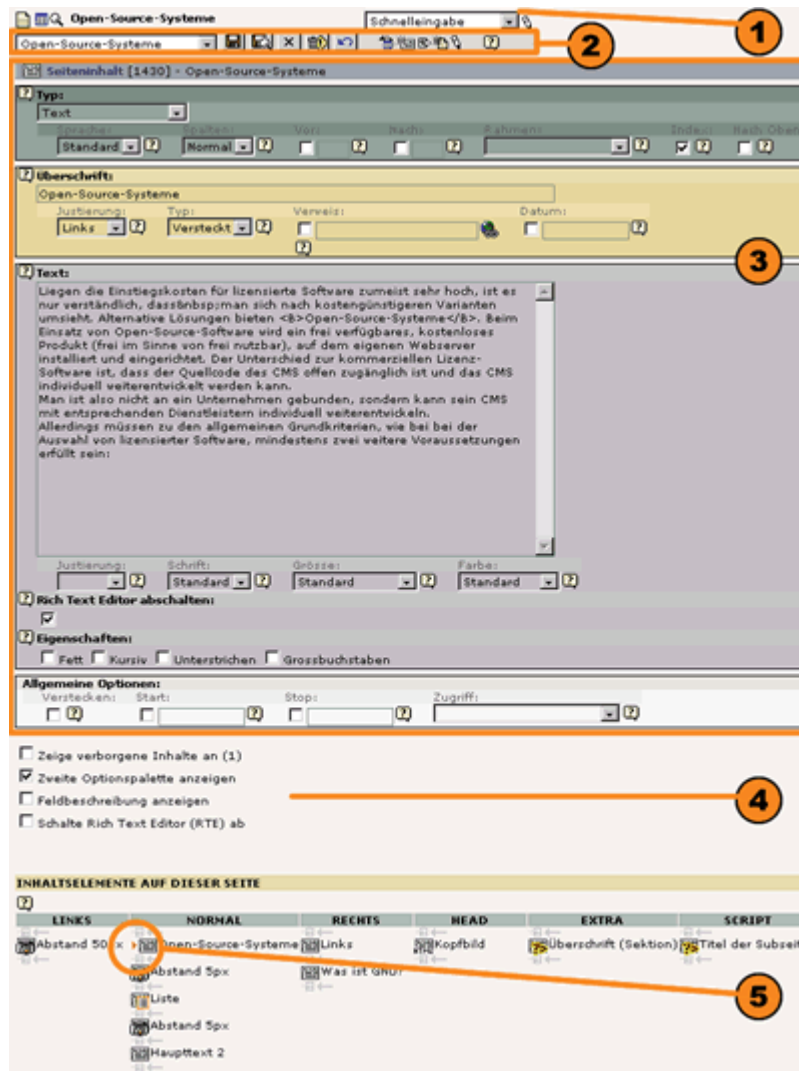 Open-Source-Systeme
Schnelleingabe
1
Open-Source-Systeme
2
Seiteninhalt [1430] - Open-Source-Systeme
Typ:
Text
Sprache: Spalten: Vor: Nach: Rahmen: Index: Nach Oben
Standard Normal
Überschrift:
Open-Source-Systeme
Justierung: Typ: Verweis: Datum:
Links Versteckt
3
Text:
Liegen die Einstiegskosten für lizensierte Software zumeist sehr hoch, ist es
nur verständlich, dass&nbsp;man sich nach kostengünstigeren Varianten
umsieht. Alternative Lösungen bieten <B>Open-Source-Systeme</B>. Beim
Einsatz von Open-Source-Software wird ein frei verfügbares, kostenloses
Produkt (frei im Sinne von frei nutzbar), auf dem eigenen Webserver
installiert und eingerichtet. Der Unterschied zur kommerziellen Lizenz-
Software ist, dass der Quellcode des CMS offen zugänglich ist und das CMS
individuell weiterentwickelt werden kann.
Man ist also nicht an ein Unternehmen gebunden, sondern kann sein CMS
mit entsprechenden Dienstleistern individuell weiterentwickeln.
Allerdings müssen zu den allgemeinen Grundkriterien, wie bei bei der
Auswahl von lizensierter Software, mindestens zwei weitere Voraussetzungen
erfüllt sein:
Justierung: Schrift: Grösse: Farbe:
Standard Standard Standard
Rich Text Editor abschalten:
Eigenschaften:
Fett Kursiv Unterstrichen Grossbuchstaben
Allgemeine Optionen:
Verstecken: Start: Stop: Zugriff:
Zeige verborgene Inhalte an (1)
Zweite Optionspalette anzeigen
Feldbeschreibung anzeigen
4
Schalte Rich Text Editor (RTE) ab
INHALTSELEMENTE AUF DIESER SEITE
LINKS NORMAL RECHTS HEAD EXTRA SCRIPT
Abstand 50px Open-Source-Systeme Links Kopfbild Überschrift (Sektion) Titel der Subseit
Abstand 5px Was ist GNU?
Liste
5
Abstand 5px
Haupttext 2